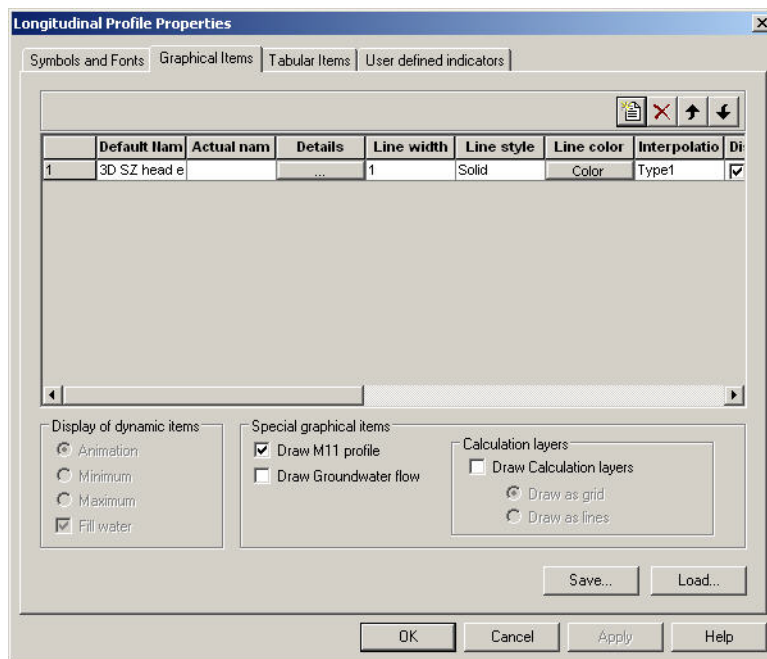 Longitudinal Profile Properties
Symbols and Fonts Graphical Items Tabular Items User defined indicators
Default Nam Actual nam Details Line width Line style Line color Interpolatio Di
1 3D SZ head e ... 1 Solid Color Type1
Display of dynamic items
Animation
Minimum
Maximum
Fill water
Special graphical items
Draw M11 profile
Draw Groundwater flow
Calculation layers
Draw Calculation layers
Draw as grid
Draw as lines
Save... Load...
OK Cancel Apply Help